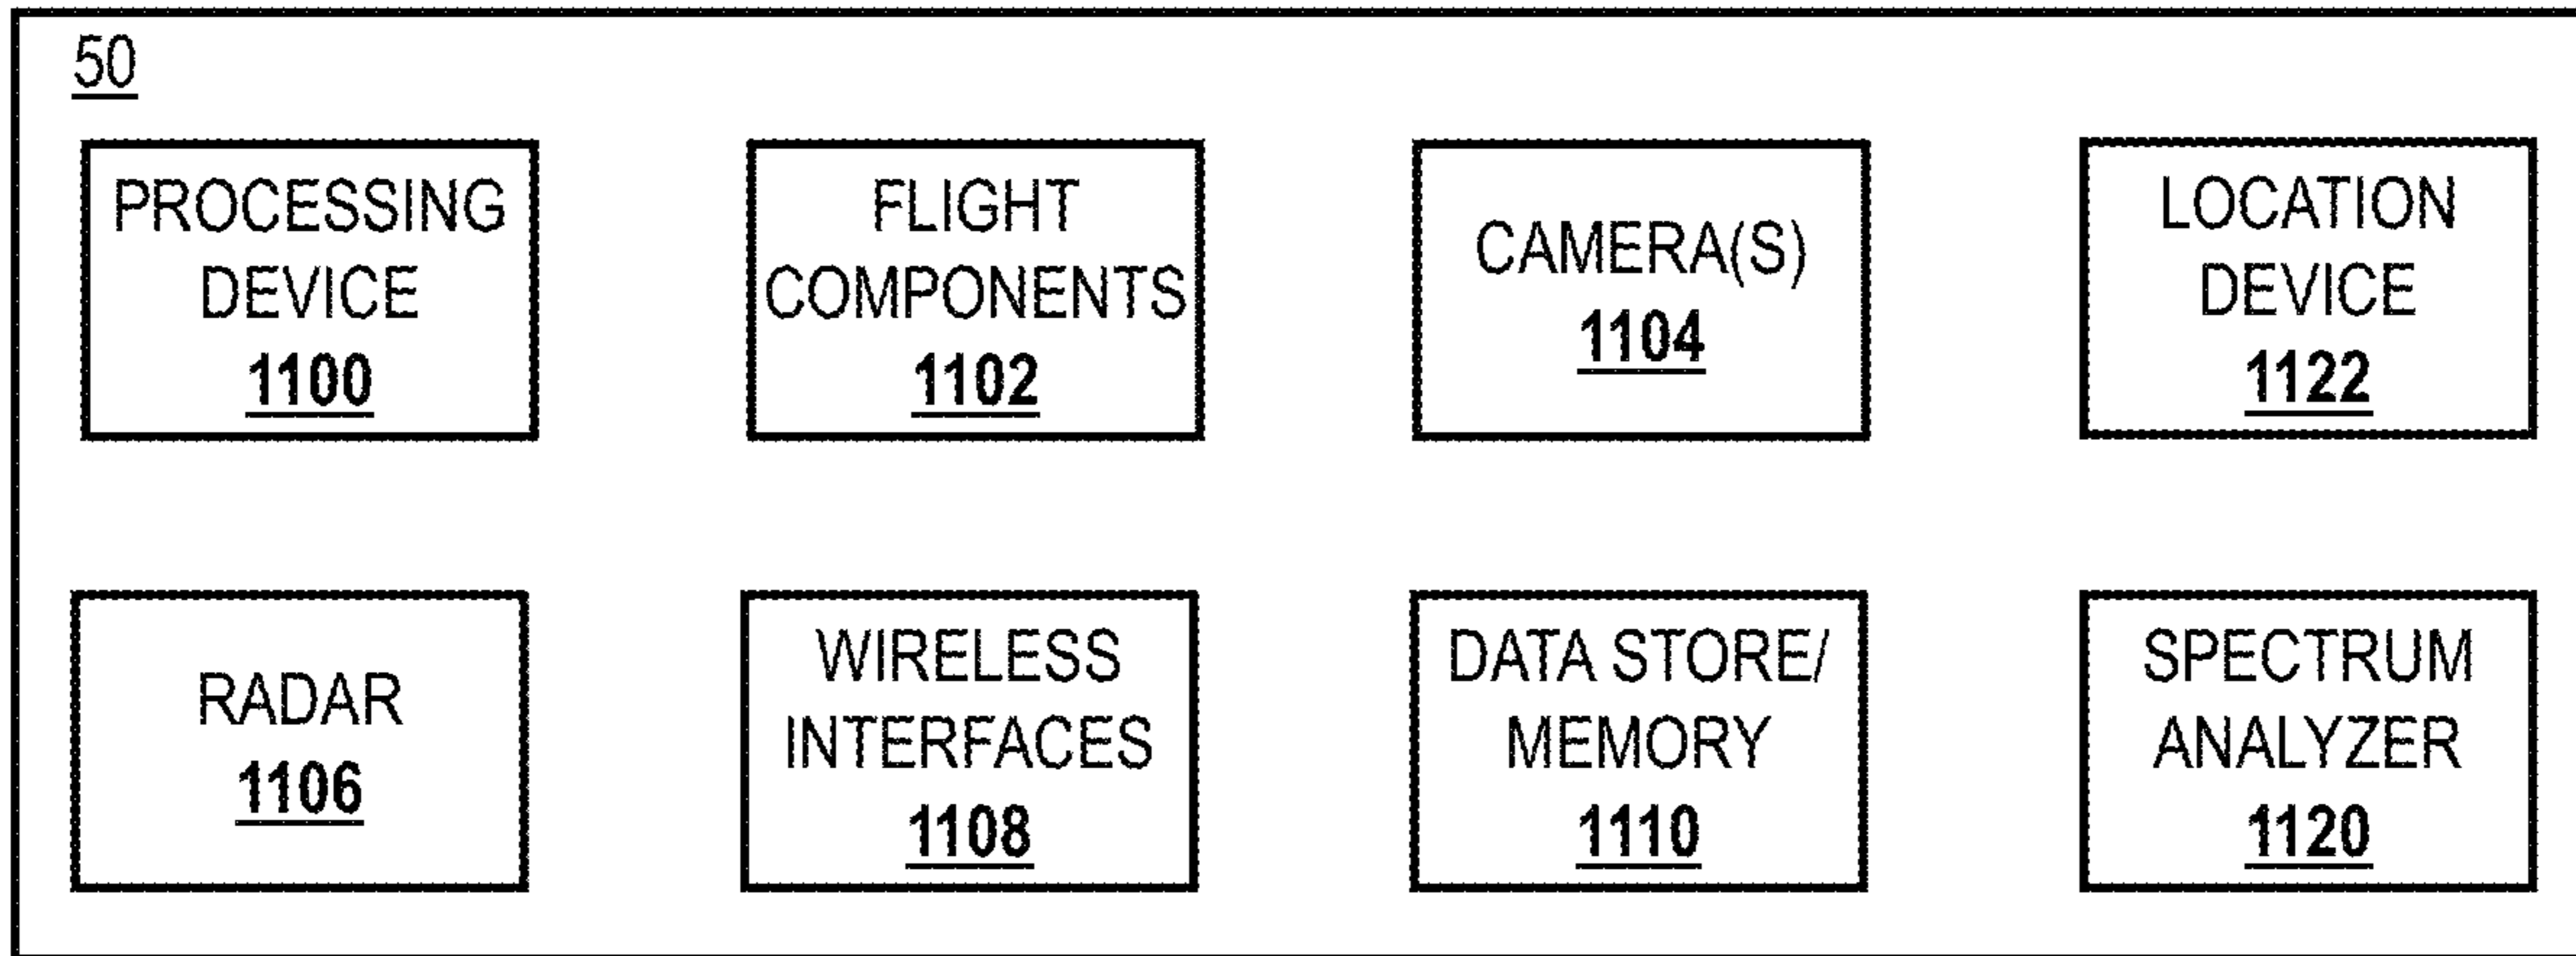 50
PROCESSING
DEVICE
1100
FLIGHT
COMPONENTS
1102
CAMERA(S)
1104
LOCATION
DEVICE
1122
RADAR
1106
WIRELESS
INTERFACES
1108
DATA STORE/
MEMORY
1110
SPECTRUM
ANALYZER
1120